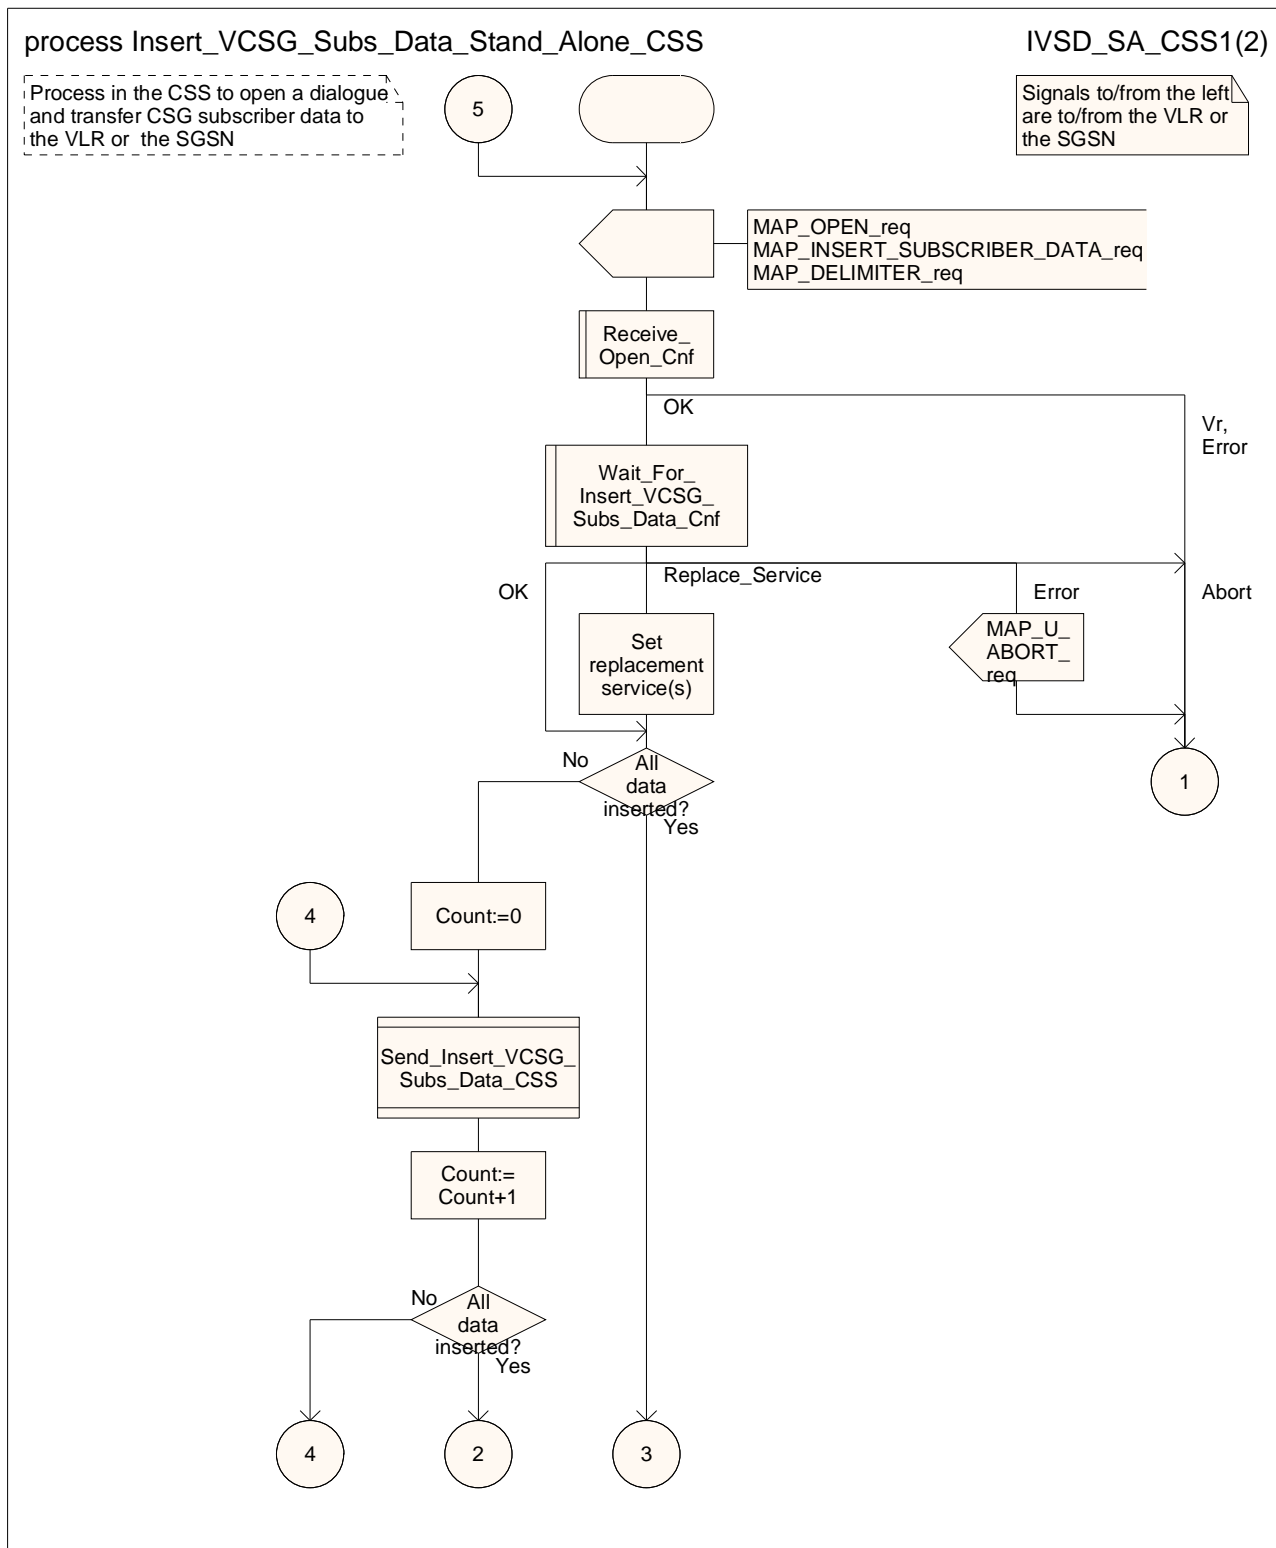 process Insert_VCSG_Subs_Data_Stand_Alone_CSS
IVSD_SA_CSS1(2)
Process in the CSS to open a dialogue
and transfer CSG subscriber data to
the VLR or the SGSN
5
Signals to/from the left
are to/from the VLR or
the SGSN
MAP_OPEN_req
MAP_INSERT_SUBSCRIBER_DATA_req
MAP_DELIMITER_req
Receive_
Open_Cnf
OK
Vr,
Error
Wait_For_
Insert_VCSG_
Subs_Data_Cnf
OK
Replace_Service
Error
Abort
Set
replacement
service(s)
MAP_U_
ABORT_
req
No
All
data
inserted?
Yes
1
4
Count:=0
Send_Insert_VCSG_
Subs_Data_CSS
Count:=
Count+1
No
All
data
inserted?
Yes
4
2
3